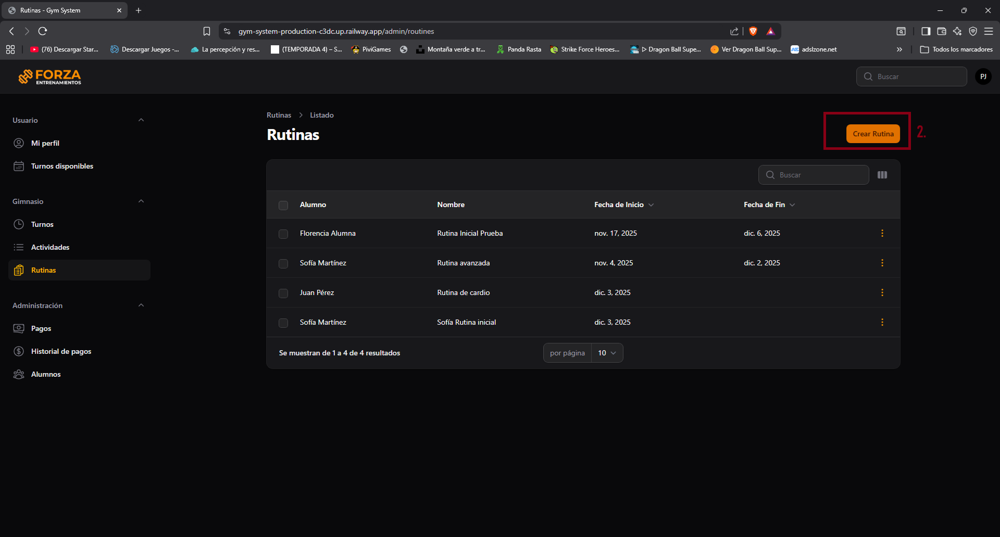 Rutinas - Gym System
gym-system-production-c3dc.up.railway.app/admin/routines
(76) Descargar Star...
Descargar Juegos -...
La percepción y res...
(TEMPORADA 4) – S...
PiviGames
Montaña verde a tr...
Panda Rasta
Strike Force Heroes...
ᐅ Dragon Ball Supe...
Ver Dragon Ball Sup...
adslzone.net
Todos los marcadores
FORZA
ENTRENAMIENTOS
Buscar
PJ
Usuario
Mi perfil
Turnos disponibles
Gimnasio
Turnos
Actividades
Rutinas
Administración
Pagos
Historial de pagos
Alumnos
Rutinas > Listado
Rutinas
Crear Rutina
2.
Buscar
Alumno Nombre Fecha de Inicio Fecha de Fin
Florencia Alumna Rutina Inicial Prueba nov. 17, 2025 dic. 6, 2025
Sofía Martínez Rutina avanzada nov. 4, 2025 dic. 2, 2025
Juan Pérez Rutina de cardio dic. 3, 2025
Sofía Martínez Sofía Rutina inicial dic. 3, 2025
Se muestran de 1 a 4 de 4 resultados
por página 10